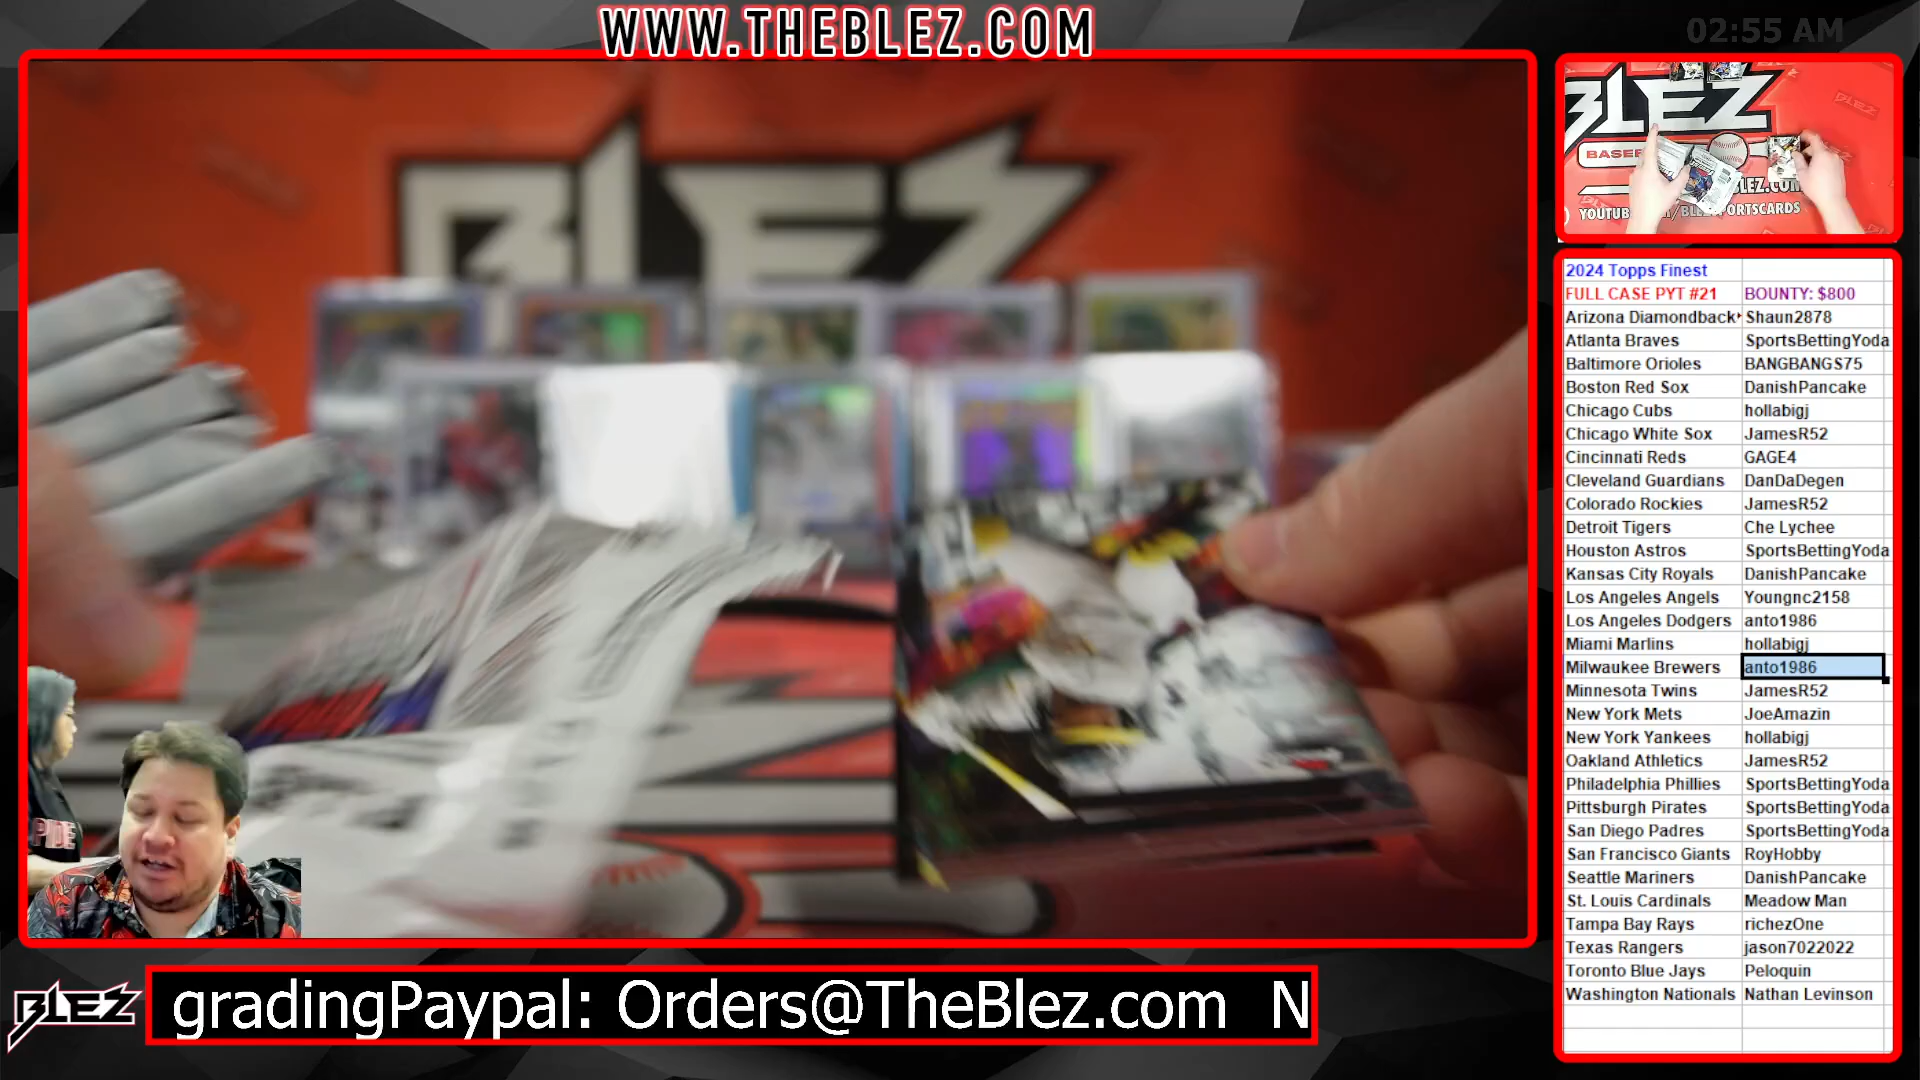 WWW.THEBLEZ.COM
02:55 AM
BLEZ
BLEZ
BASEB
BLEZ.COM
2024 Topps Finest
FULL CASE PYT #21 BOUNTY: $800
Arizona Diamondback Shaun2878
Atlanta Braves SportsBettingYoda
Baltimore Orioles BANGBANGS75
Boston Red Sox DanishPancake
Chicago Cubs hollabigj
Chicago White Sox JamesR52
Cincinnati Reds GAGE4
Cleveland Guardians DanDaDegen
Colorado Rockies JamesR52
Detroit Tigers Che Lychee
Houston Astros SportsBettingYoda
Kansas City Royals DanishPancake
Los Angeles Angels Youngnc2158
Los Angeles Dodgers anto1986
Miami Marlins hollabigj
Milwaukee Brewers anto1986
Minnesota Twins JamesR52
New York Mets JoeAmazin
New York Yankees hollabigj
Oakland Athletics JamesR52
Philadelphia Phillies SportsBettingYoda
Pittsburgh Pirates SportsBettingYoda
San Diego Padres SportsBettingYoda
San Francisco Giants RoyHobby
Seattle Mariners DanishPancake
St. Louis Cardinals Meadow Man
Tampa Bay Rays richezOne
Texas Rangers jason7022022
Toronto Blue Jays Peloquin
Washington Nationals Nathan Levinson
BLEZ
gradingPaypal: Orders@TheBlez.com N